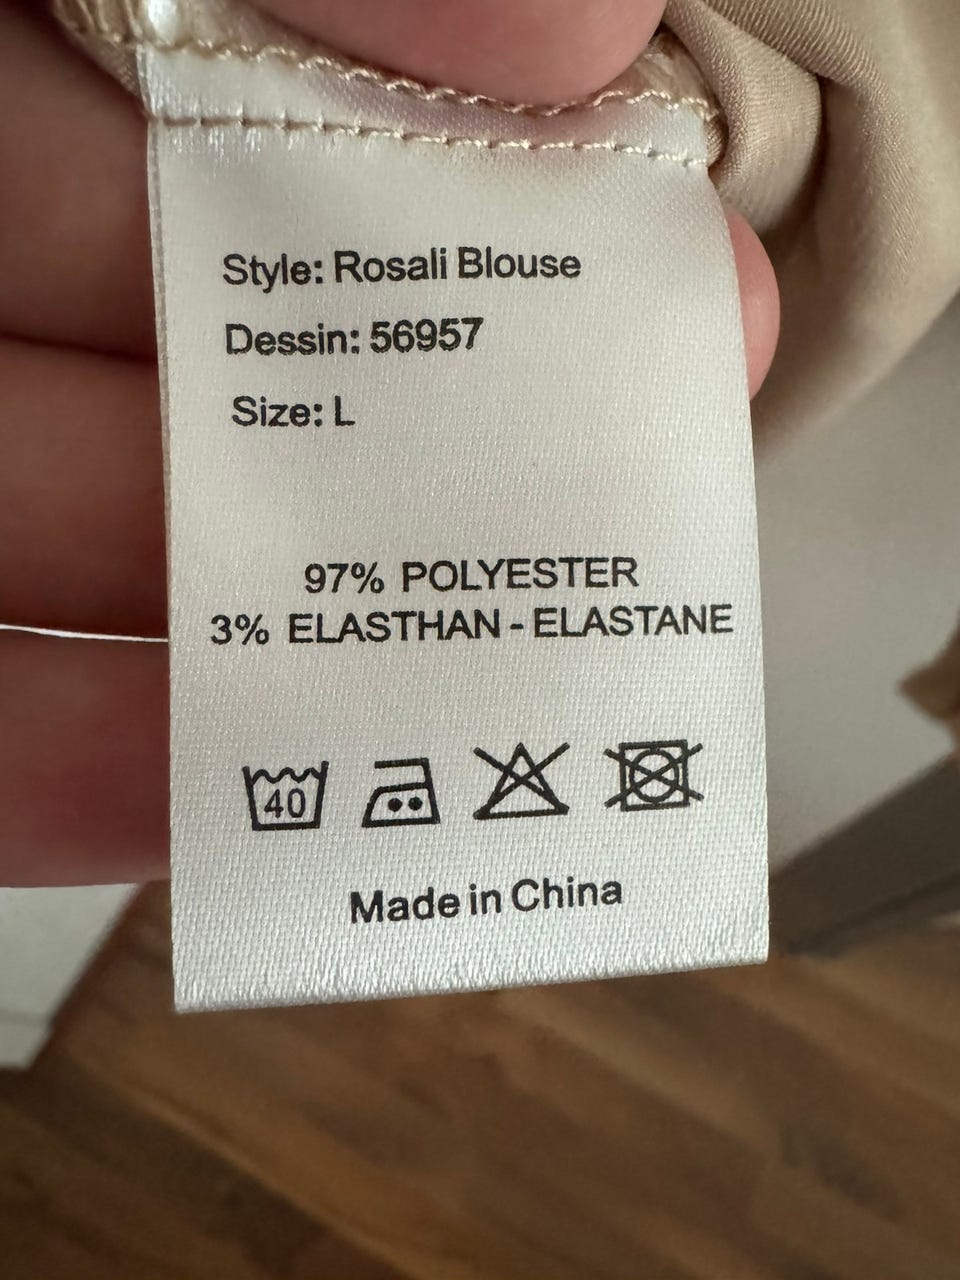 Style: Rosali Blouse
Dessin: 56957
Size: L
97% POLYESTER
3% ELASTHAN - ELASTANE
40
Made in China